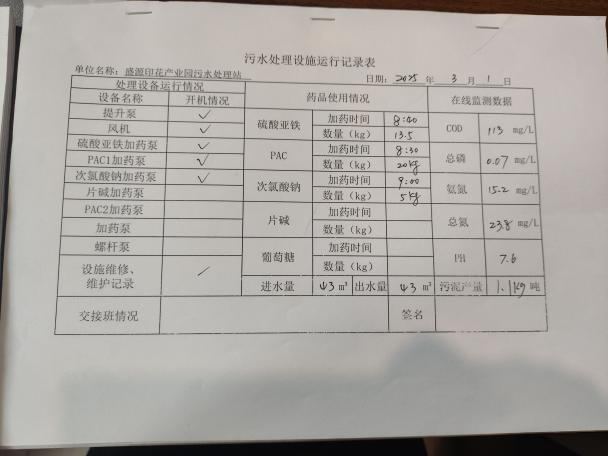 污水处理设施运行记录表
单位名称：盛源印花产业园污水处理站 日期：2025 年 3 月 1 日
处理设备运行情况 药品使用情况 在线监测数据
设备名称 开机情况
提升泵 ✓ 硫酸亚铁 加药时间 8:40 COD 113 mg/L
风机 ✓ 数量（kg） 13.5
硫酸亚铁加药泵 ✓ PAC 加药时间 8:30 总磷 0.07 mg/L
PAC1加药泵 ✓ 数量（kg） 20kg
次氯酸钠加药泵 ✓ 次氯酸钠 加药时间 9:00 氨氮 15.2 mg/L
片碱加药泵 数量（kg） 5kg
PAC2加药泵 片碱 加药时间 总氮 23.8 mg/L
加药泵 数量（kg）
螺杆泵 葡萄糖 加药时间 PH 7.6
设施维修、 数量（kg）
维护记录 / 进水量 43 m³ 出水量 43 m³ 污泥产量 1.1kg 吨
交接班情况 签名